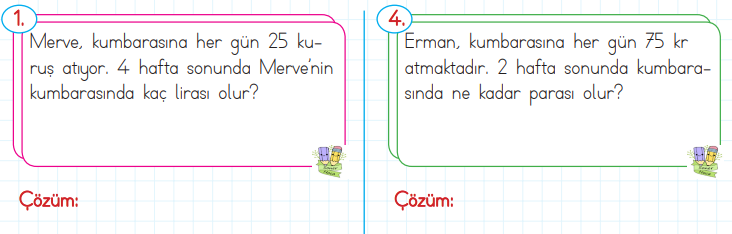 1.
Merve, kumbarasına her gün 25 ku-
ruş atıyor. 4 hafta sonunda Merve'nin
kumbarasında kaç lirası olur?
Çözüm:
4.
Erman, kumbarasına her gün 75 kr
atmaktadır. 2 hafta sonunda kumbara-
sında ne kadar parası olur?
Çözüm: